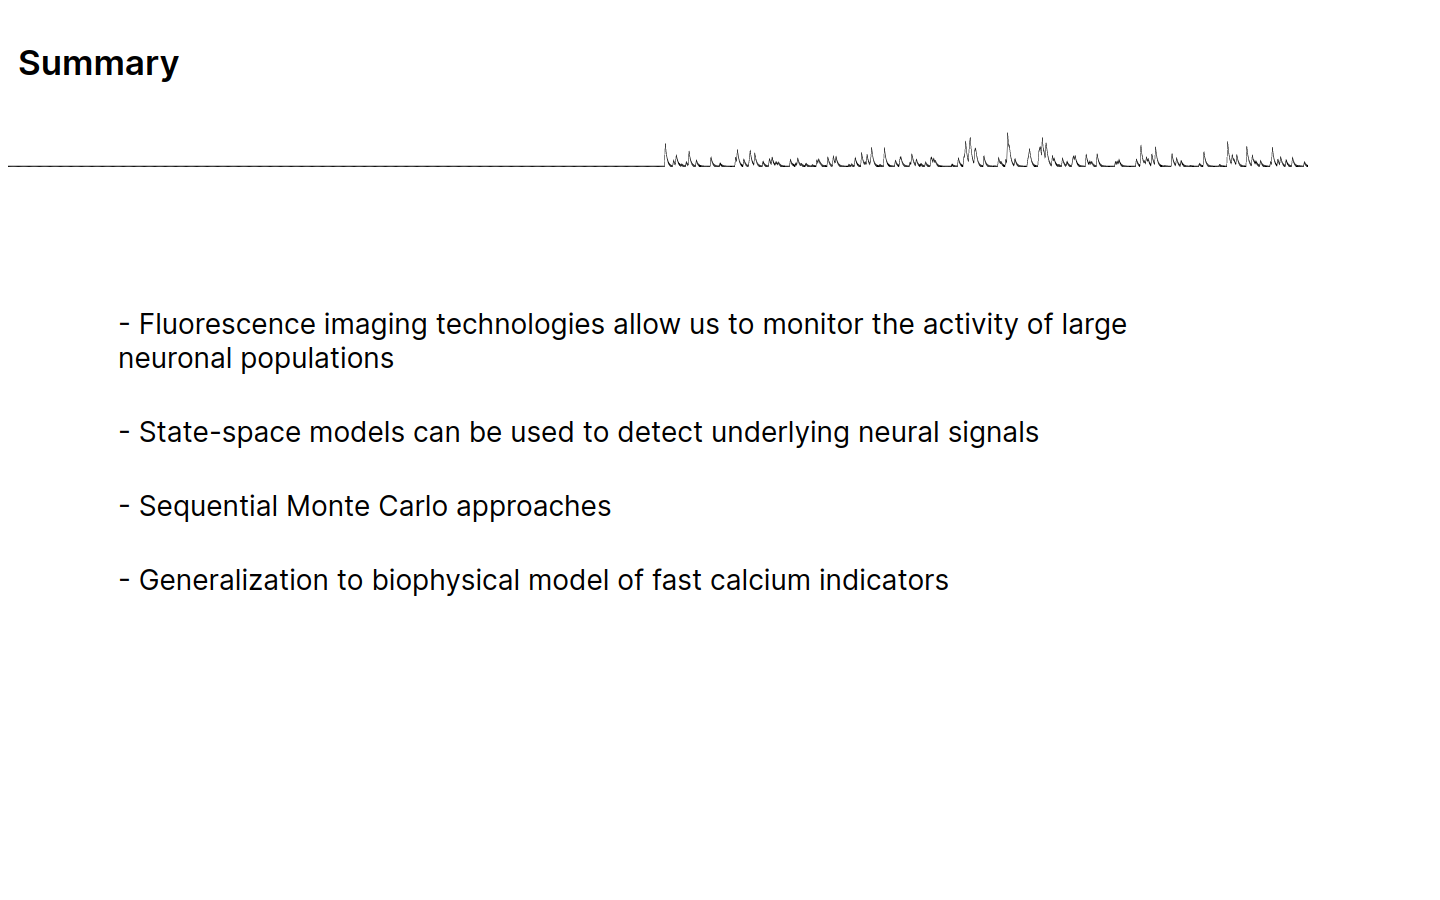 Summary
- Fluorescence imaging technologies allow us to monitor the activity of large
neuronal populations
- State-space models can be used to detect underlying neural signals
- Sequential Monte Carlo approaches
- Generalization to biophysical model of fast calcium indicators